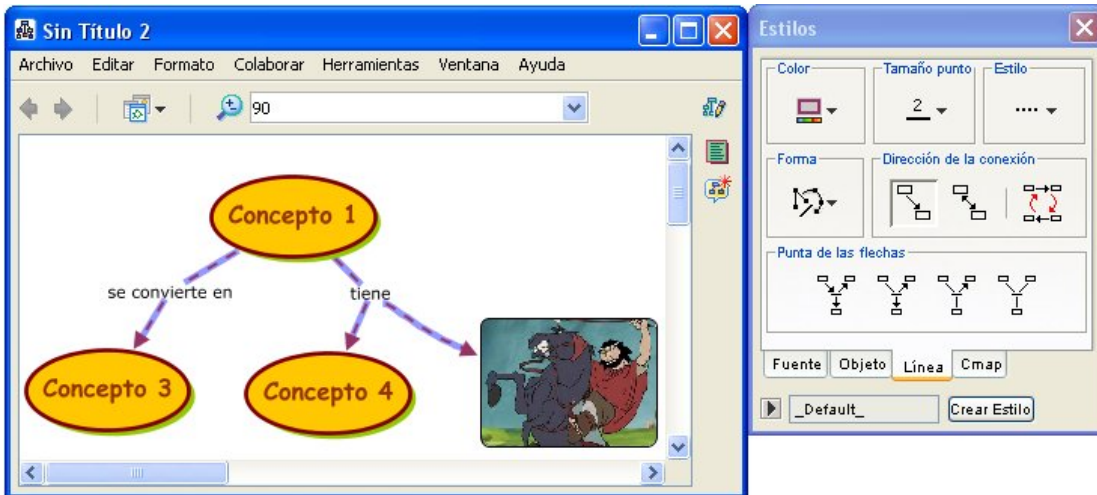 Sin Título 2
Archivo Editar Formato Colaborar Herramientas Ventana Ayuda
90
Concepto 1
se convierte en
tiene
Concepto 3
Concepto 4
Estilos
Color
Tamaño punto
Estilo
2
Forma
Dirección de la conexión
Punta de las flechas
Fuente Objeto Línea Cmap
_Default_
Crear Estilo